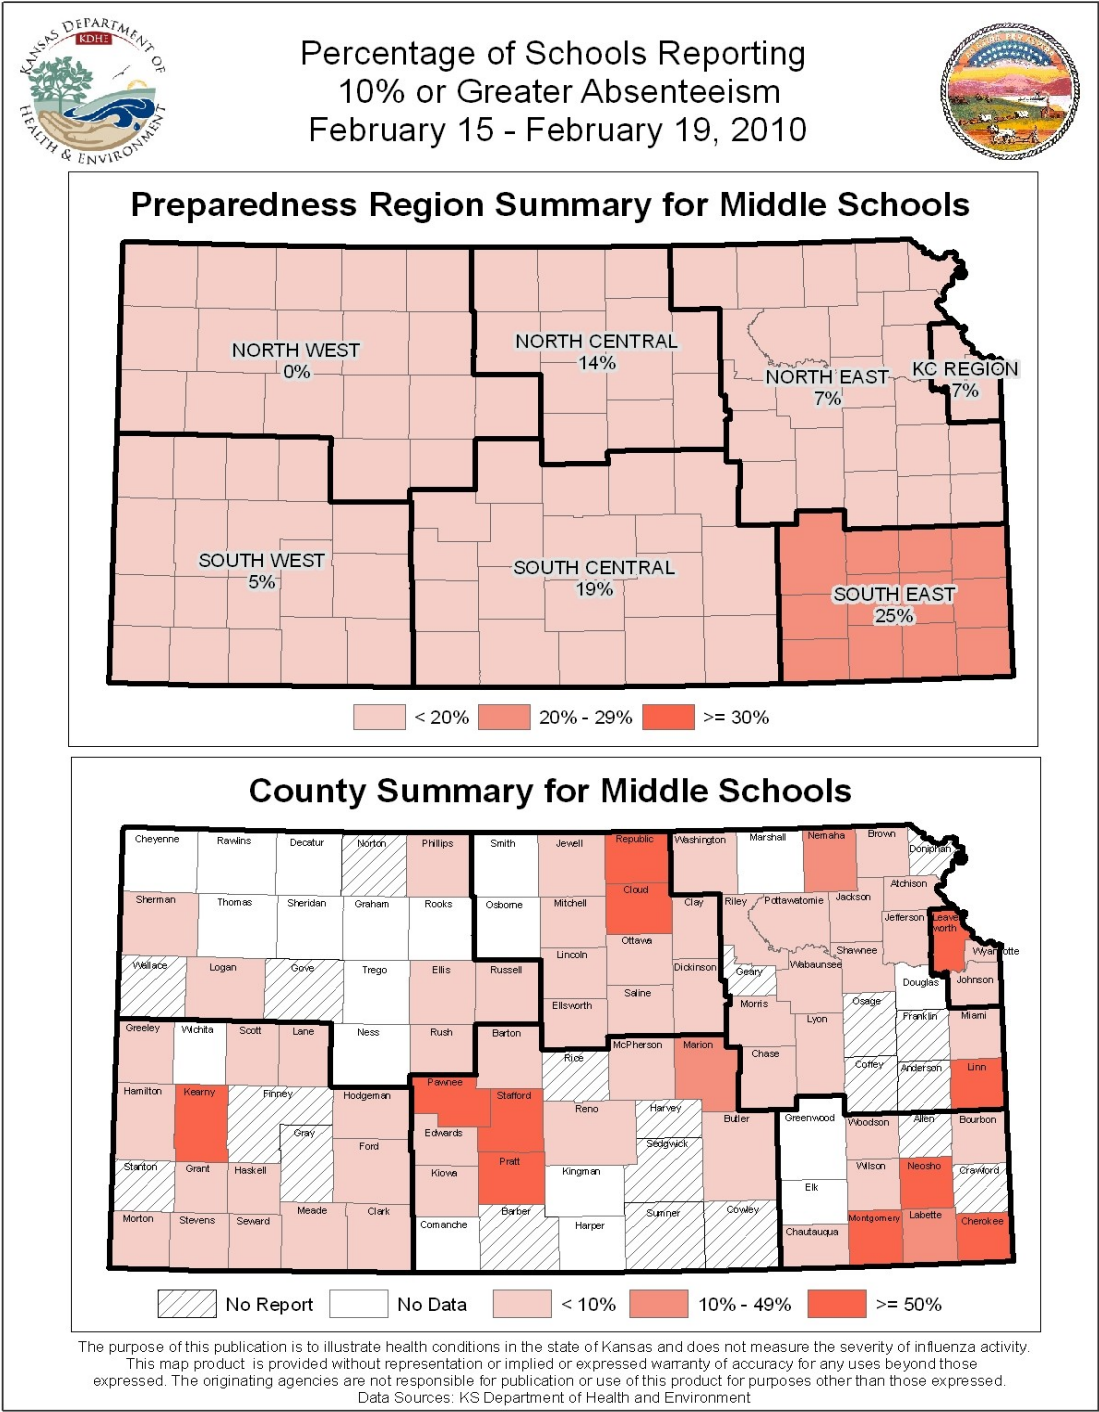 KANSAS DEPARTMENT OF
KDHE
HEALTH & ENVIRONMENT
Percentage of Schools Reporting
10% or Greater Absenteeism
February 15 - February 19, 2010
Preparedness Region Summary for Middle Schools
NORTH WEST
0%
NORTH CENTRAL
14%
NORTH EAST
7%
KC REGION
7%
SOUTH WEST
5%
SOUTH CENTRAL
19%
SOUTH EAST
25%
< 20% 20% - 29% >= 30%
County Summary for Middle Schools
Cheyenne Rawlins Decatur Norton Phillips Smith Jewell Republic Washington Marshall Nemaha Brown Doniphan
Cloud Atchison
Sherman Thomas Sheridan Graham Rooks Osborne Mitchell Clay Riley Pottawatomie Jackson
Jefferson Leave
worth
Ottawa Shawnee Wyandotte
Lincoln
Wallace Logan Gove Trego Ellis Russell Dickinson Geary Wabaunsee Douglas Johnson
Ellsworth Saline Morris Osage
Greeley Wichita Scott Lane Ness Rush Barton Lyon Franklin Miami
Rice McPherson Marion Chase
Coffey Anderson Linn
Hamilton Kearny Finney Hodgeman Pawnee Stafford
Reno Harvey Butler Greenwood Woodson Allen Bourbon
Gray Ford Edwards Sedgwick
Stanton Grant Haskell Kiowa Pratt Kingman Wilson Neosho Crawford
Elk
Morton Stevens Seward Meade Clark Comanche Barber Harper Sumner Cowley Chautauqua Montgomery Labette Cherokee
No Report No Data < 10% 10% - 49% >= 50%
The purpose of this publication is to illustrate health conditions in the state of Kansas and does not measure the severity of influenza activity.
This map product is provided without representation or implied or expressed warranty of accuracy for any uses beyond those
expressed. The originating agencies are not responsible for publication or use of this product for purposes other than those expressed.
Data Sources: KS Department of Health and Environment